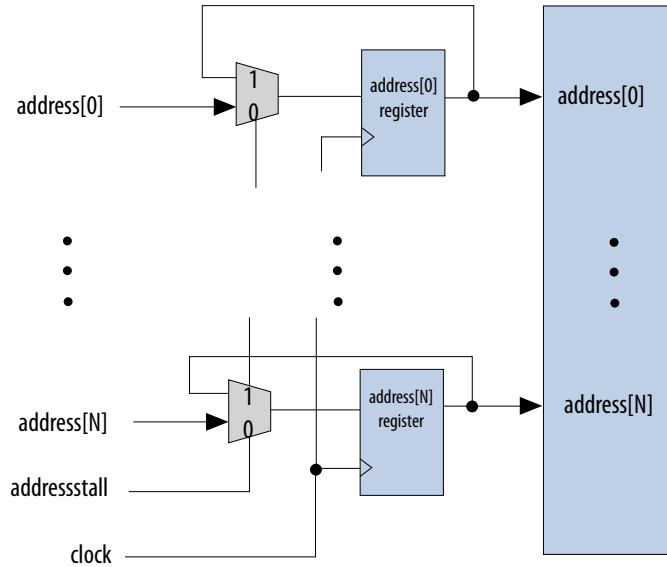 1
address[0]
0
address[0]
register
address[0]
1
address[N]
0
address[N]
register
address[N]
addressstall
clock